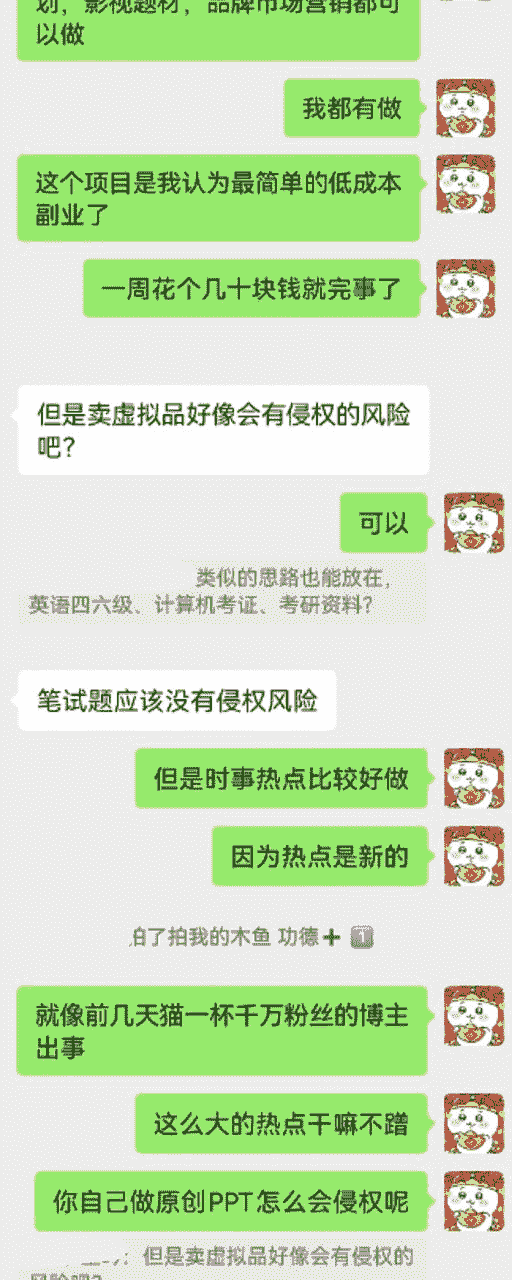 划，影视题材，品牌市场营销都可
以做
我都有做
这个项目是我认为最简单的低成本
副业了
一周花个几十块钱就完事了
但是卖虚拟品好像会有侵权的风险
吧？
可以
类似的思路也能放在，
英语四六级、计算机考证、考研资料？
笔试题应该没有侵权风险
但是时事热点比较好做
因为热点是新的
拍了拍我的木鱼 功德➕ 1️⃣
就像前几天猫一杯千万粉丝的博主
出事
这么大的热点干嘛不蹭
你自己做原创PPT怎么会侵权呢
：但是卖虚拟品好像会有侵权的
风险吧？